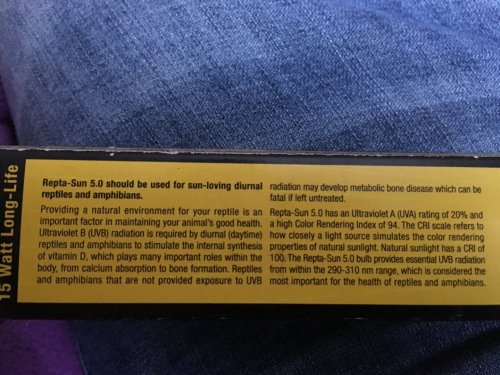 15 Watt Long-Life
Repta-Sun 5.0 should be used for sun-loving diurnal
reptiles and amphibians.
Providing a natural environment for your reptile is an
important factor in maintaining your animal's good health.
Ultraviolet B (UVB) radiation is required by diurnal (daytime)
reptiles and amphibians to stimulate the internal synthesis
of vitamin D, which plays many important roles within the
body, from calcium absorption to bone formation. Reptiles
and amphibians that are not provided exposure to UVB
radiation may develop metabolic bone disease which can be
fatal if left untreated.
Repta-Sun 5.0 has an Ultraviolet A (UVA) rating of 20% and
a high Color Rendering Index of 94. The CRI scale refers to
how closely a light source simulates the color rendering
properties of natural sunlight. Natural sunlight has a CRI of
100. The Repta-Sun 5.0 bulb provides essential UVB radiation
from within the 290-310 nm range, which is considered the
most important for the health of reptiles and amphibians.